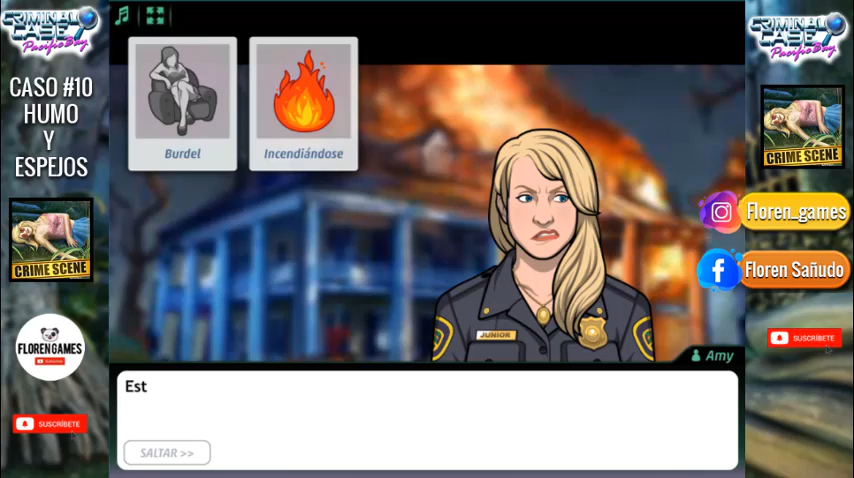 CRIMINAL
CASE
Pacific Bay
CASO #10
HUMO
Y
ESPEJOS
CRIME SCENE
FLOREN GAMES
SUSCRÍBETE
Burdel
Incendiándose
JUNIOR
Amy
Est
SALTAR >>
CRIMINAL
CASE
Pacific Bay
CRIME SCENE
Floren_games
Floren Sañudo
SUSCRÍBETE